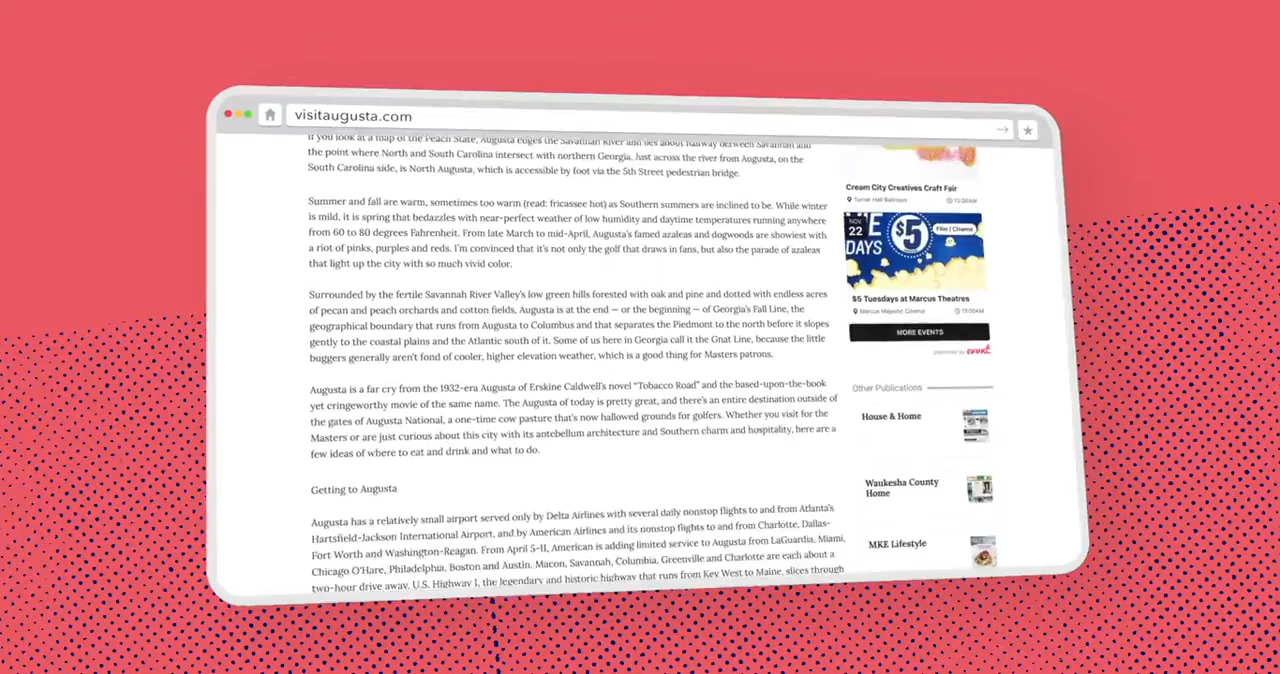 visitaugusta.com
If you look at a map of the Peach State, Augusta edges the Savannah River and lies about halfway between Savannah and
the point where North and South Carolina intersect with northern Georgia. Just across the river from Augusta, on the
South Carolina side, is North Augusta, which is accessible by foot via the 5th Street pedestrian bridge.
Summer and fall are warm, sometimes too warm (read: fricassee hot) as Southern summers are inclined to be. While winter
is mild, it is spring that bedazzles with near-perfect weather of low humidity and daytime temperatures running anywhere
from 60 to 80 degrees Fahrenheit. From late March to mid-April, Augusta's famed azaleas and dogwoods are showiest with
a riot of pinks, purples and reds. I'm convinced that it's not only the golf that draws in fans, but also the parade of azaleas
that light up the city with so much vivid color.
Surrounded by the fertile Savannah River Valley's low green hills forested with oak and pine and dotted with endless acres
of pecan and peach orchards and cotton fields, Augusta is at the end — or the beginning — of Georgia's Fall Line, the
geographical boundary that runs from Augusta to Columbus and that separates the Piedmont to the north before it slopes
gently to the coastal plains and the Atlantic south of it. Some of us here in Georgia call it the Gnat Line, because the little
buggers generally aren't fond of cooler, higher elevation weather, which is a good thing for Masters patrons.
Augusta is a far cry from the 1932-era Augusta of Erskine Caldwell's novel "Tobacco Road" and the based-upon-the-book
yet cringeworthy movie of the same name. The Augusta of today is pretty great, and there's an entire destination outside of
the gates of Augusta National, a one-time cow pasture that's now hallowed grounds for golfers. Whether you visit for the
Masters or are just curious about this city with its antebellum architecture and Southern charm and hospitality, here are a
few ideas of where to eat and drink and what to do.
Getting to Augusta
Augusta has a relatively small airport served only by Delta Airlines with several daily nonstop flights to and from Atlanta's
Hartsfield-Jackson International Airport, and by American Airlines and its nonstop flights to and from Charlotte, Dallas-
Fort Worth and Washington-Reagan. From April 5-11, American is adding limited service to Augusta from LaGuardia, Miami,
Chicago O'Hare, Philadelphia, Boston and Austin. Macon, Savannah, Columbia, Greenville and Charlotte are each about a
two-hour drive away. U.S. Highway 1, the legendary and historic highway that runs from Key West to Maine, slices through
Cream City Creatives Craft Fair
Turner Hall Ballroom 10:00AM
NOV
22
$5
DAYS
Film / Cinema
$5 Tuesdays at Marcus Theatres
Marcus Majestic Cinema 11:00AM
MORE EVENTS
powered by evvnt
Other Publications
House & Home
Waukesha County
Home
MKE Lifestyle